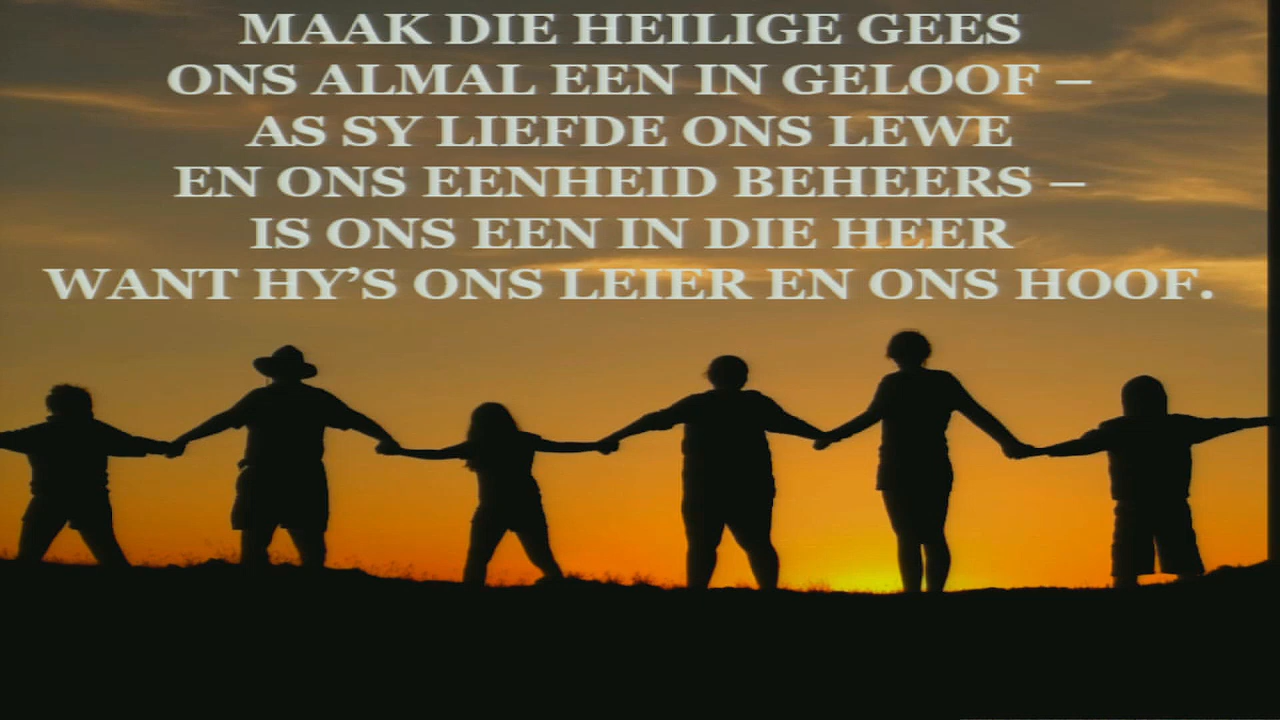 MAAK DIE HEILIGE GEES
ONS ALMAL EEN IN GELOOF –
AS SY LIEFDE ONS LEWE
EN ONS EENHEID BEHEERS –
IS ONS EEN IN DIE HEER
WANT HY’S ONS LEIER EN ONS HOOF.